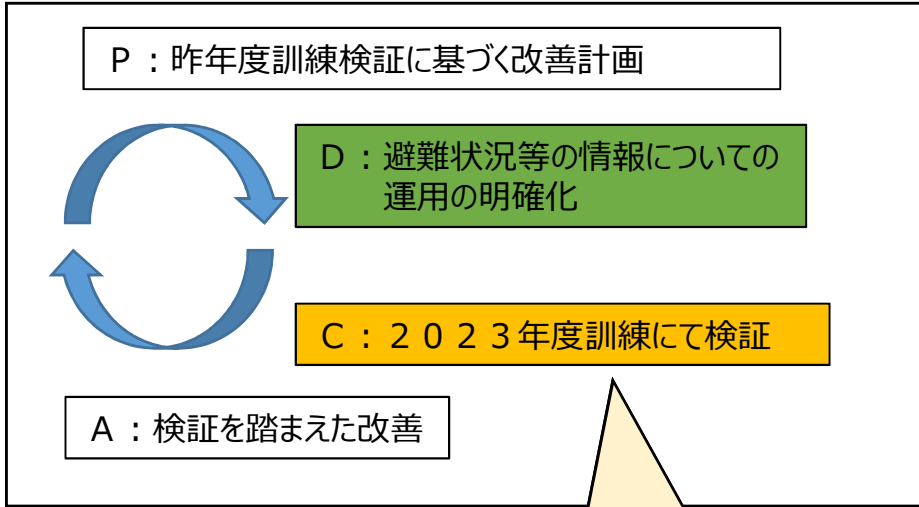 P：昨年度訓練検証に基づく改善計画
D：避難状況等の情報についての
運用の明確化
C：２０２３年度訓練にて検証
A：検証を踏まえた改善